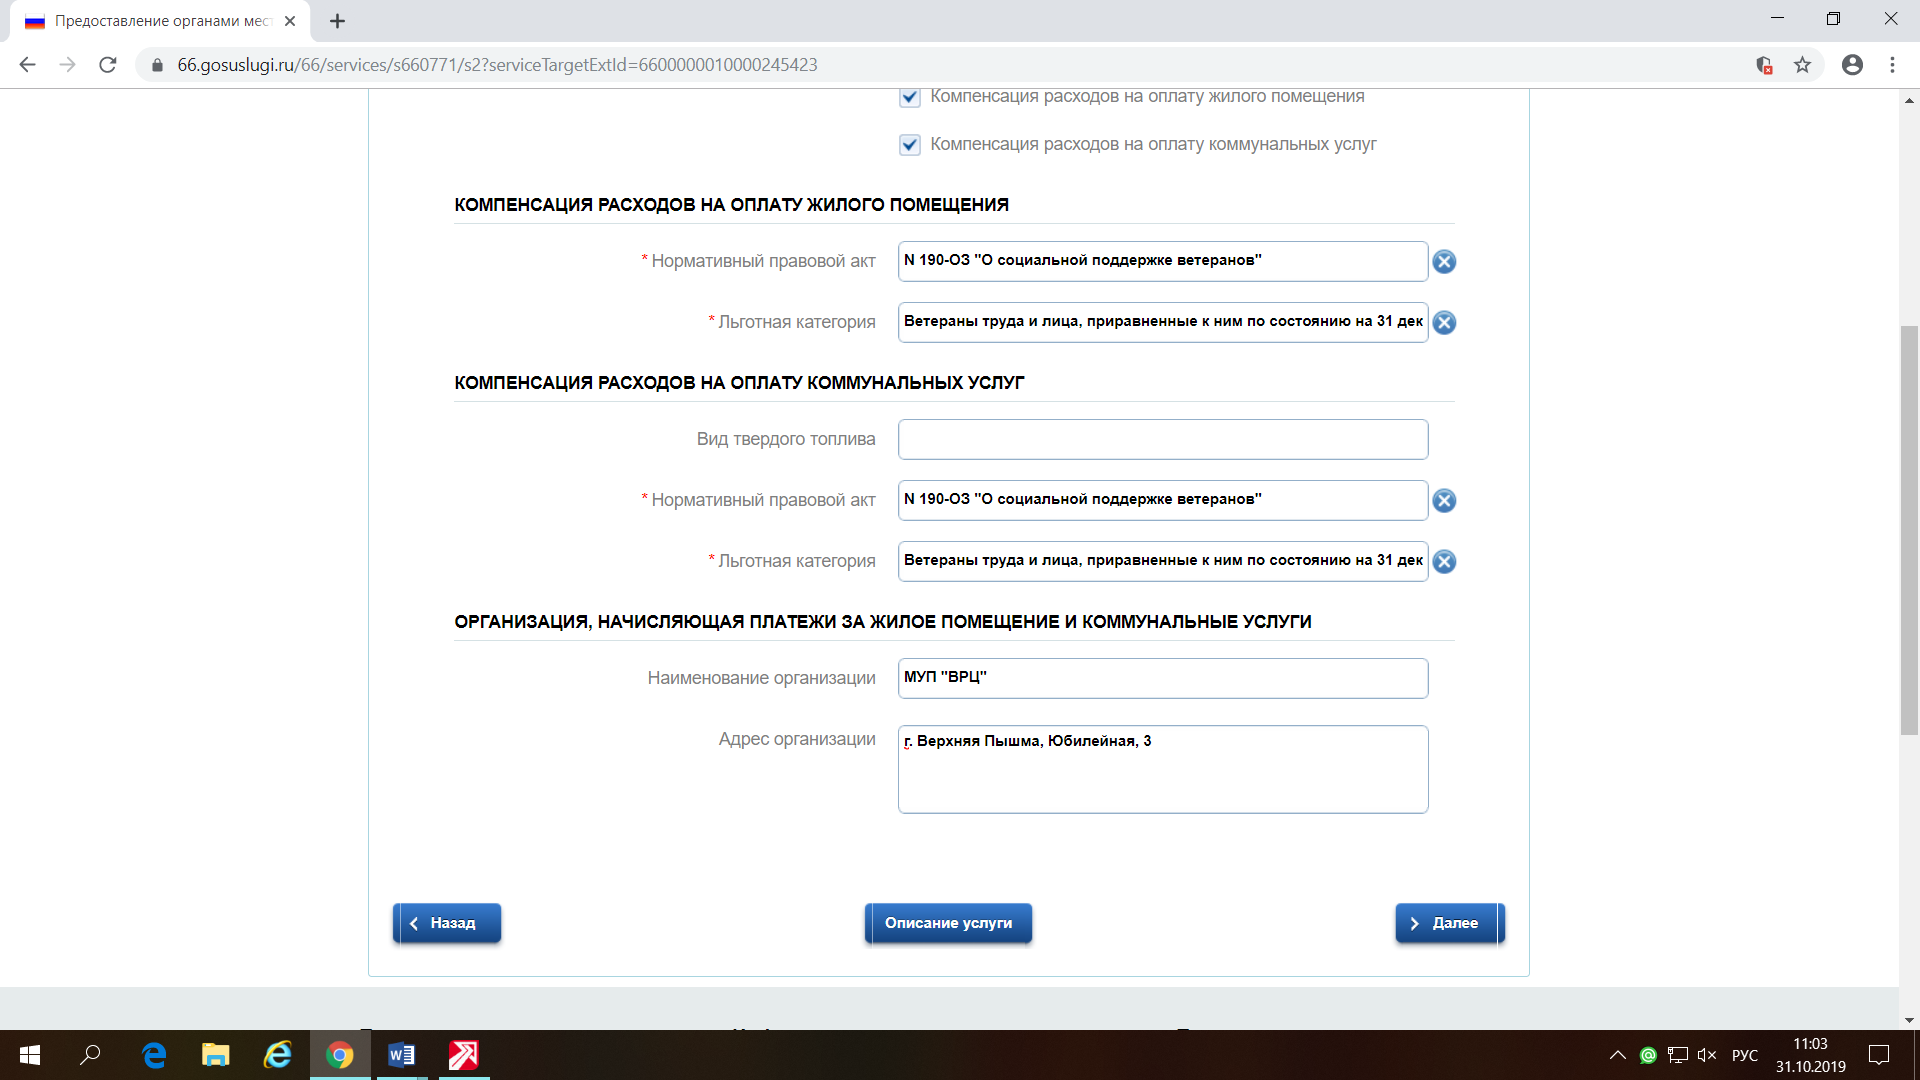 Предоставление органами мест
66.gosuslugi.ru/66/services/s660771/s2?serviceTargetExtId=6600000010000245423
Компенсация расходов на оплату жилого помещения
Компенсация расходов на оплату коммунальных услуг
КОМПЕНСАЦИЯ РАСХОДОВ НА ОПЛАТУ ЖИЛОГО ПОМЕЩЕНИЯ
* Нормативный правовой акт N 190-ОЗ "О социальной поддержке ветеранов"
* Льготная категория Ветераны труда и лица, приравненные к ним по состоянию на 31 дек
КОМПЕНСАЦИЯ РАСХОДОВ НА ОПЛАТУ КОММУНАЛЬНЫХ УСЛУГ
Вид твердого топлива
* Нормативный правовой акт N 190-ОЗ "О социальной поддержке ветеранов"
* Льготная категория Ветераны труда и лица, приравненные к ним по состоянию на 31 дек
ОРГАНИЗАЦИЯ, НАЧИСЛЯЮЩАЯ ПЛАТЕЖИ ЗА ЖИЛОЕ ПОМЕЩЕНИЕ И КОММУНАЛЬНЫЕ УСЛУГИ
Наименование организации МУП "ВРЦ"
Адрес организации г. Верхняя Пышма, Юбилейная, 3
Назад Описание услуги Далее
РУС 11:03
31.10.2019